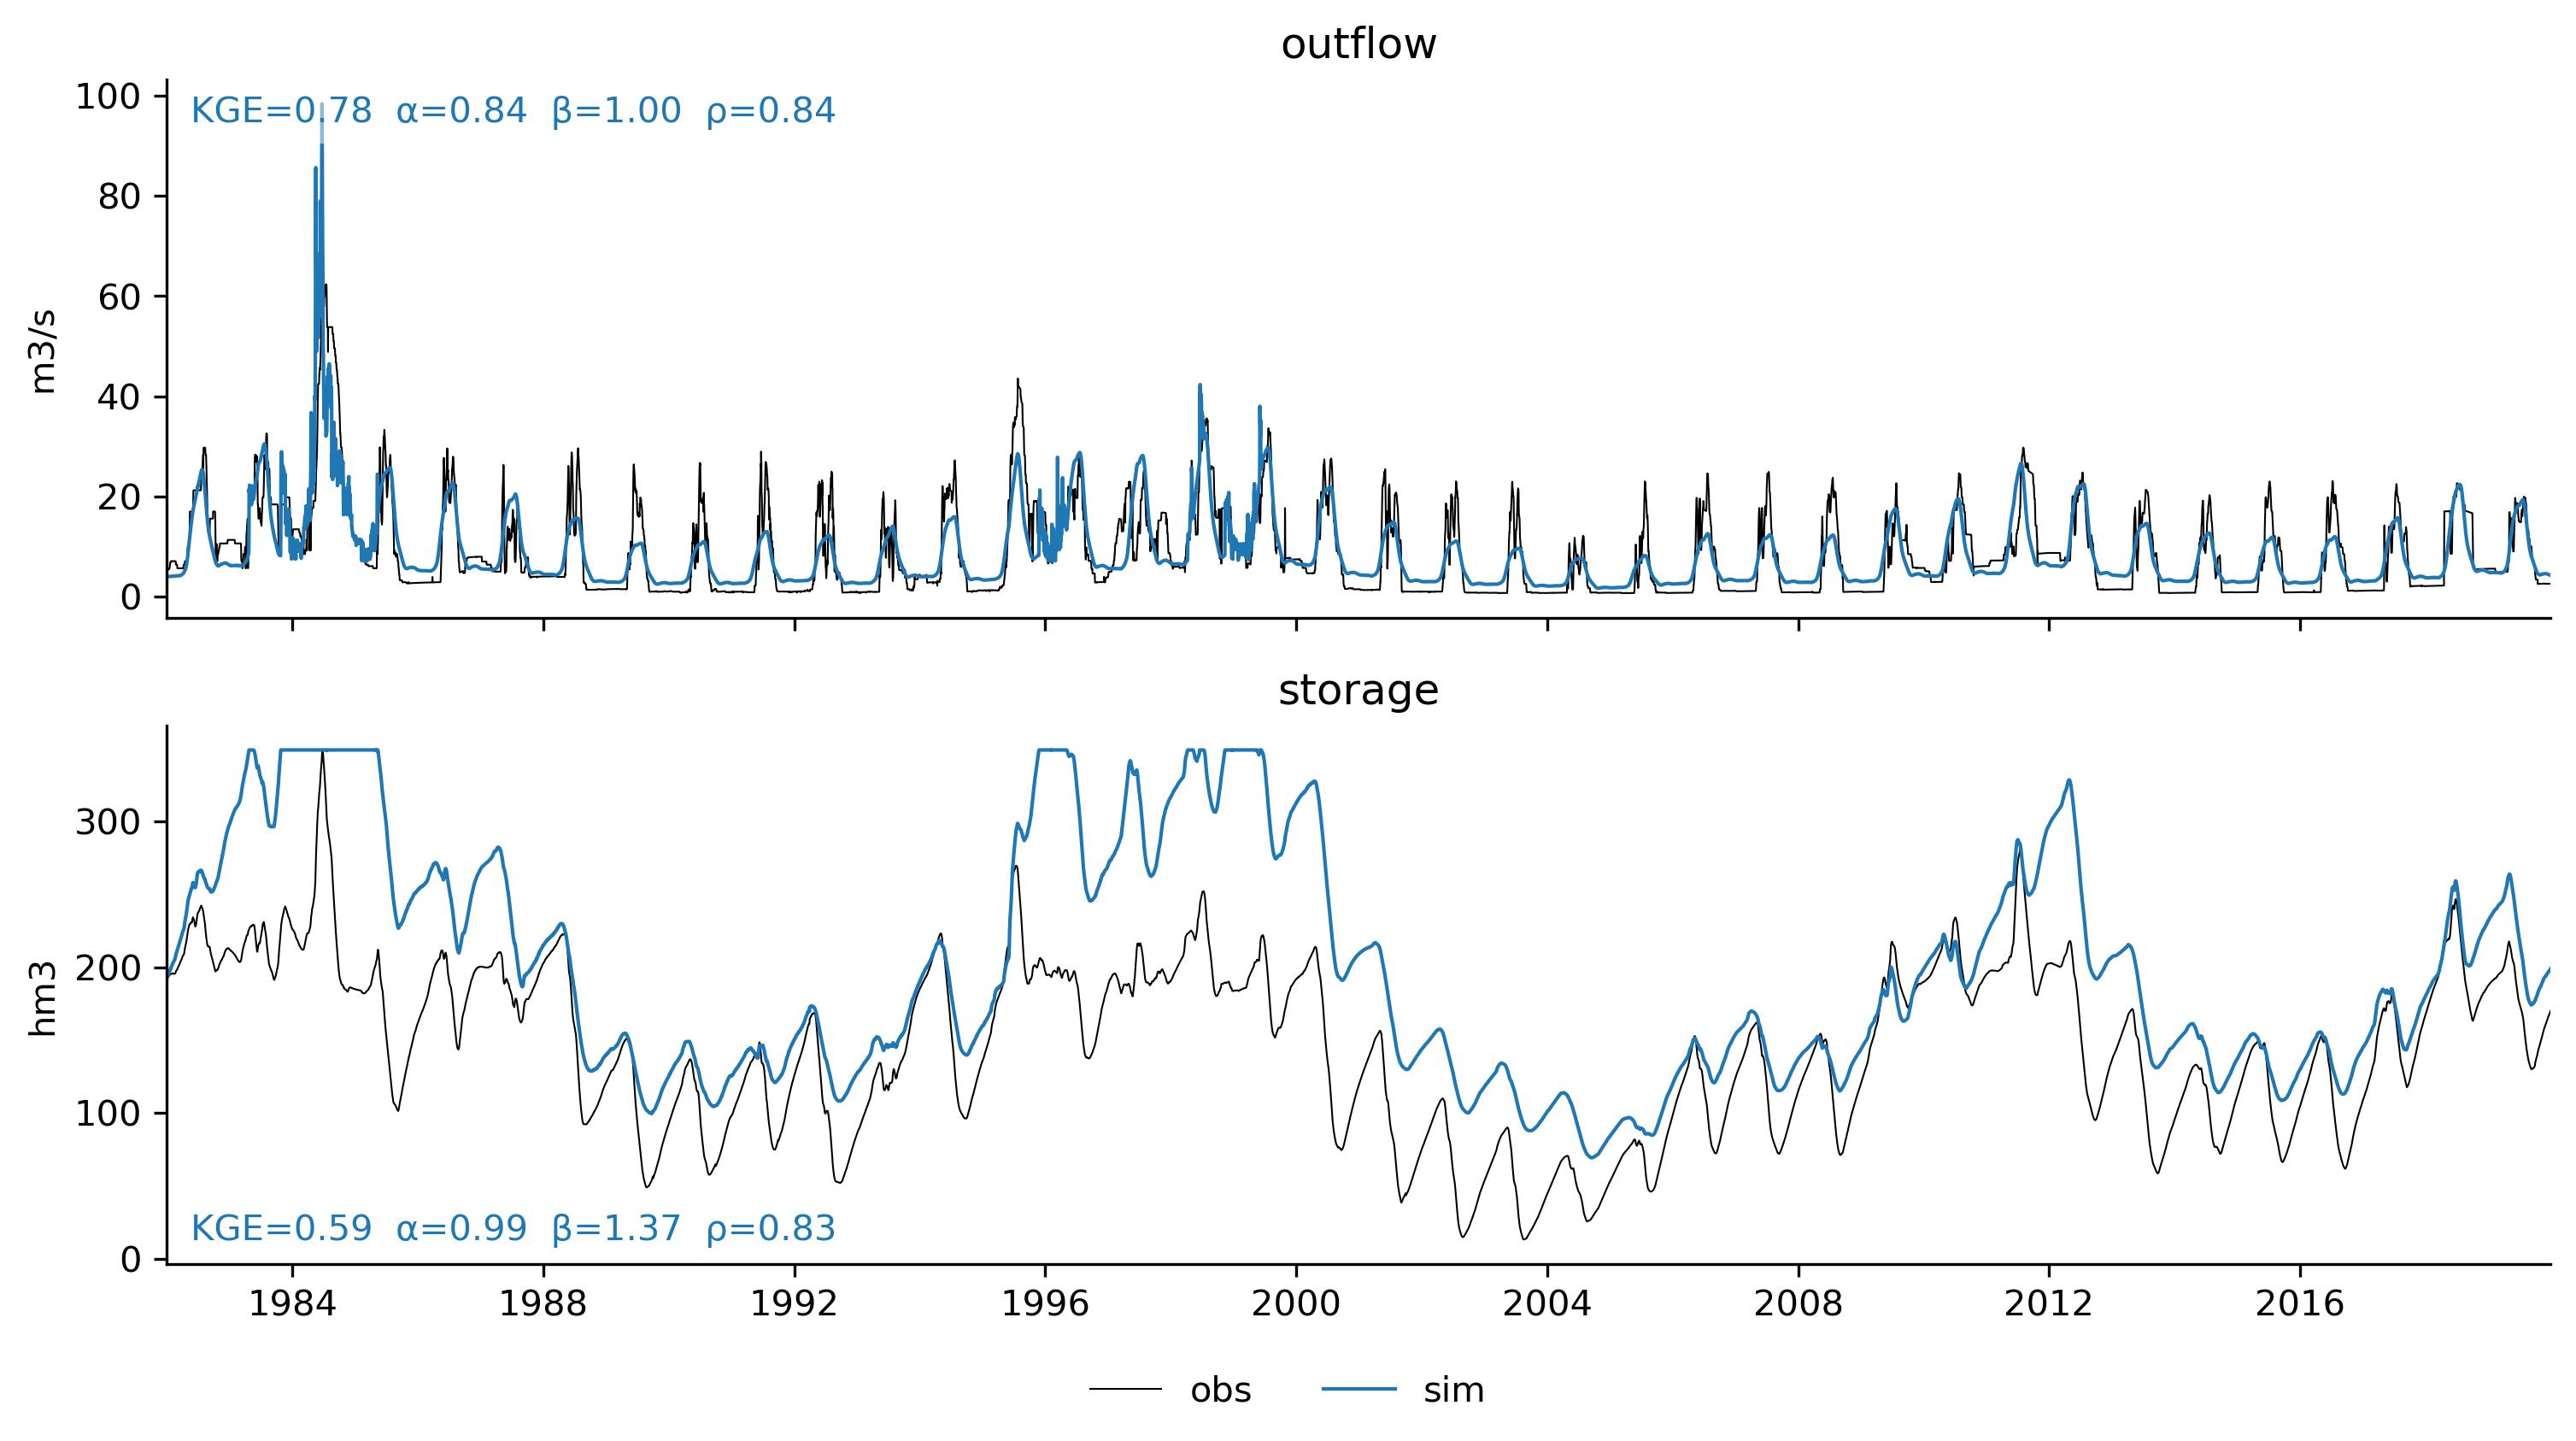 outflow
KGE=0.78 α=0.84 β=1.00 ρ=0.84
100
80
60
40
20
0
m3/s
storage
300
200
100
0
hm3
KGE=0.59 α=0.99 β=1.37 ρ=0.83
1984 1988 1992 1996 2000 2004 2008 2012 2016
obs sim